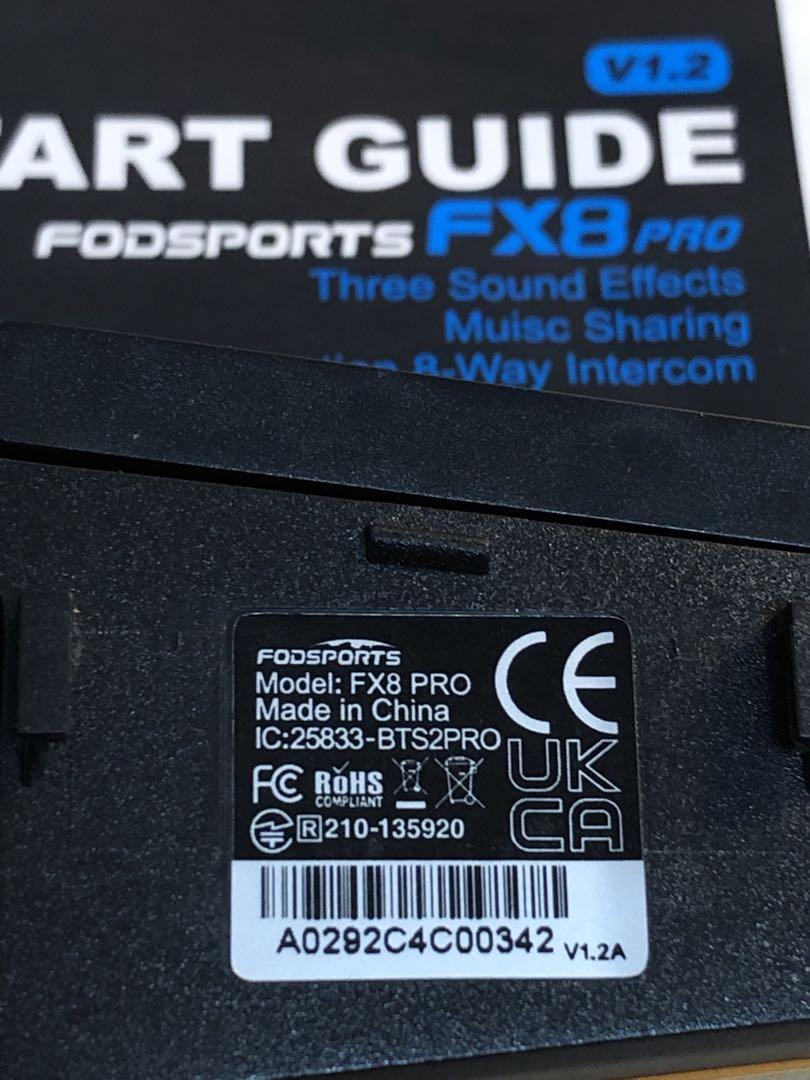 V1.2
ART GUIDE
FODSPORTS FX8 PRO
Three Sound Effects
Muisc Sharing
8-Way Intercom
FODSPORTS
Model: FX8 PRO
Made in China
IC:25833-BTS2PRO
CE
FC RoHS
COMPLIANT
UK
CA
R 210-135920
A0292C4C00342 V1.2A